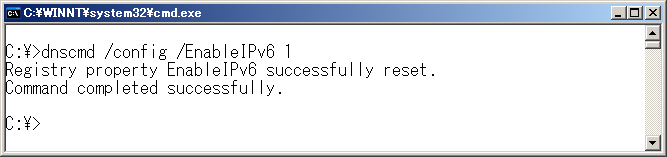 C:¥WINNT¥system32¥cmd.exe
C:¥>dnscmd /config /EnableIPv6 1
Registry property EnableIPv6 successfully reset.
Command completed successfully.
C:¥>